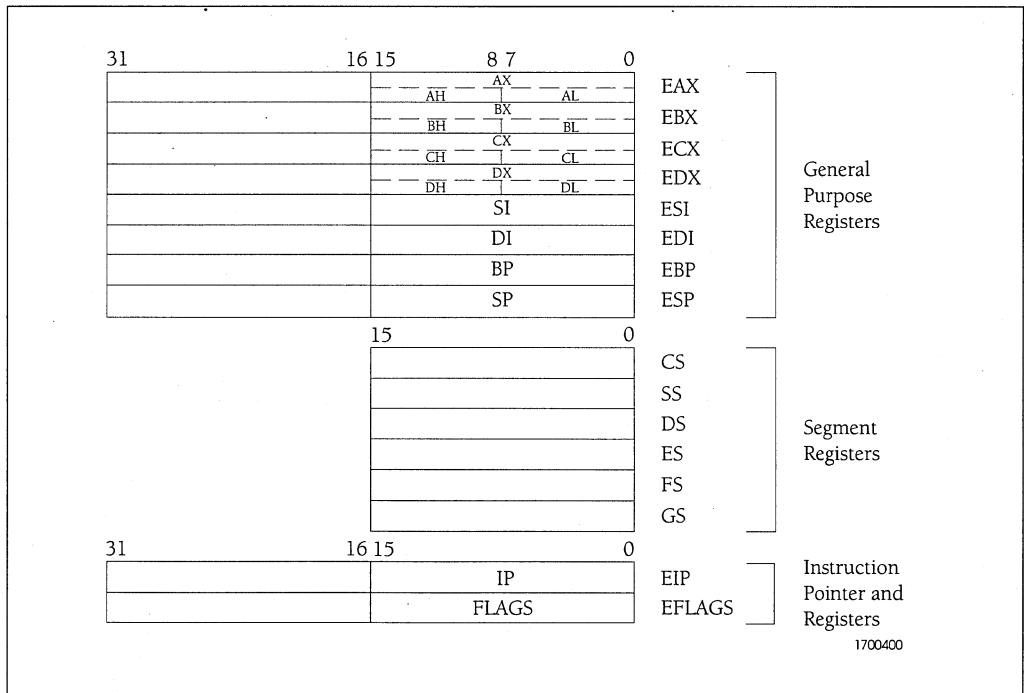 31 16 15 8 7 0
AX
AH AL EAX
BX
BH BL EBX
CX
CH CL ECX
DX
DH DL EDX
SI ESI
DI EDI
BP EBP
SP ESP
General
Purpose
Registers
15 0
CS
SS
DS
ES
FS
GS
Segment
Registers
31 16 15 0
IP EIP
FLAGS EFLAGS
Instruction
Pointer and
Registers
1700400